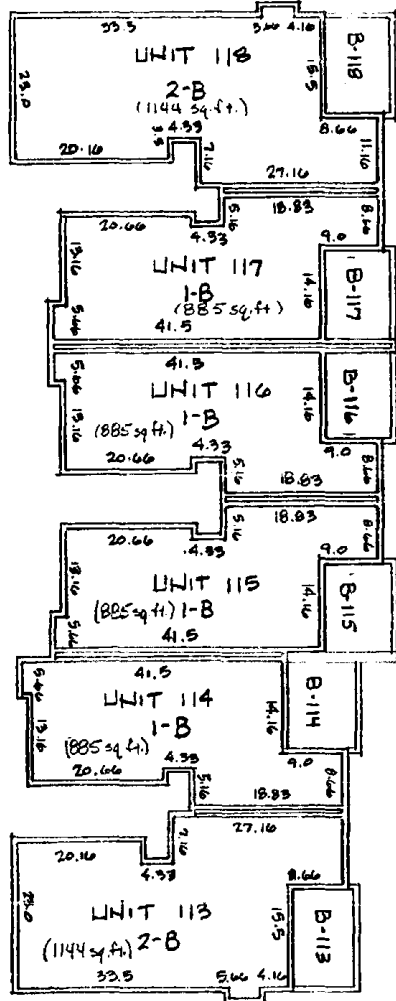 33.5 3.66 4.16
UNIT 118
B-118
23.0
2-B
15.5
(1144 sq.ft.)
3.5 4.33
8.66
20.16 7.16 11.16
27.16
18.83
20.66 5.16 8.66
4.33 9.0
13.16
UNIT 117
B-117
1-B
(885 sq.ft.)
14.16
5.66
41.5
41.5
5.66
UNIT 116
B-116
14.16
13.16
(885 sq.ft.) 1-B
4.33 9.0
20.66 5.16 8.66
18.83
18.83
20.66 5.16 8.66
4.33 9.0
13.16
UNIT 115
B-115
(885 sq.ft.) 1-B
14.16
5.66
41.5
41.5
5.66
UNIT 114
B-114
14.16
13.16
1-B
(885 sq.ft.)
4.33 9.0
20.66 5.16 8.66
18.83
27.16
7.16
20.16
4.33 8.66
23.0
UNIT 113
B-113
15.5
(1144 sq.ft.) 2-B
33.5 5.66 4.16